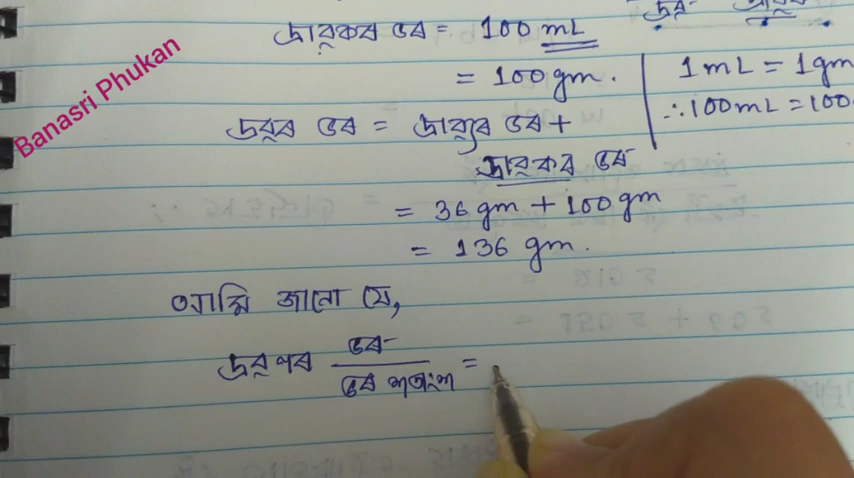 দ্ৰাৱকৰ ভৰ = 100 mL
= 100 gm.
1 mL = 1 gm
∴ 100 mL = 100
দ্ৰৱৰ ভৰ = দ্ৰাব্যৰ ভৰ +
দ্ৰাৱকৰ ভৰ
= 36 gm + 100 gm
= 136 gm.
আমি জানো যে,
দ্ৰৱণৰ ভৰ / ভৰ শতাংশ =
Banasri Phukan